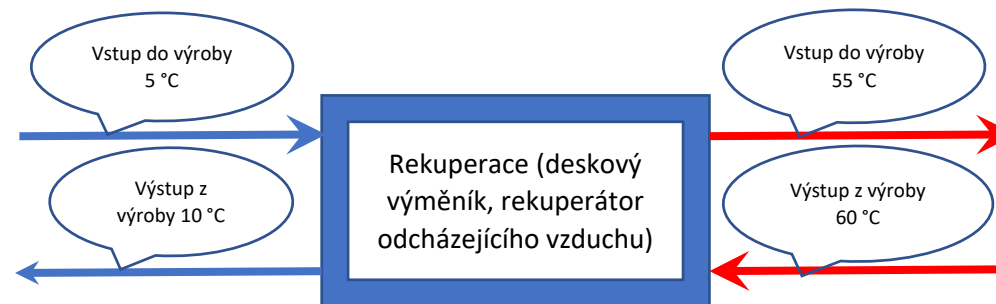 Vstup do výroby
5 °C
Vstup do výroby
55 °C
Rekuperace (deskový
výměník, rekuperátor
odcházejícího vzduchu)
Výstup z
výroby 10 °C
Výstup z výroby
60 °C